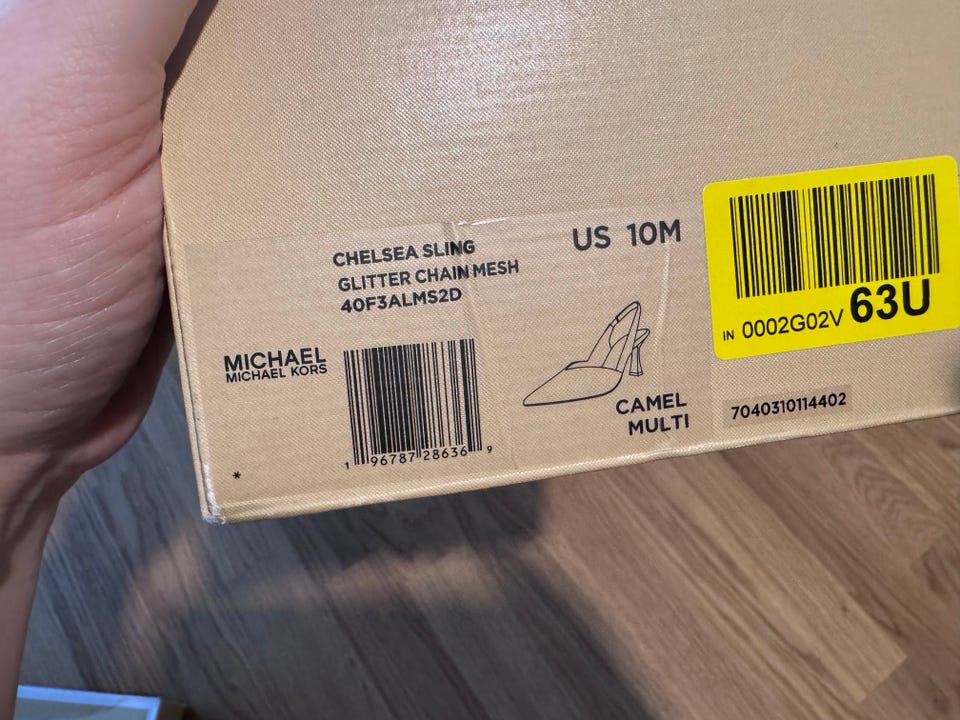 CHELSEA SLING
GLITTER CHAIN MESH
40F3ALMS2D
US 10M
MICHAEL
MICHAEL KORS
1 96787 28636 9
*
CAMEL
MULTI
IN 0002G02V 63U
7040310114402